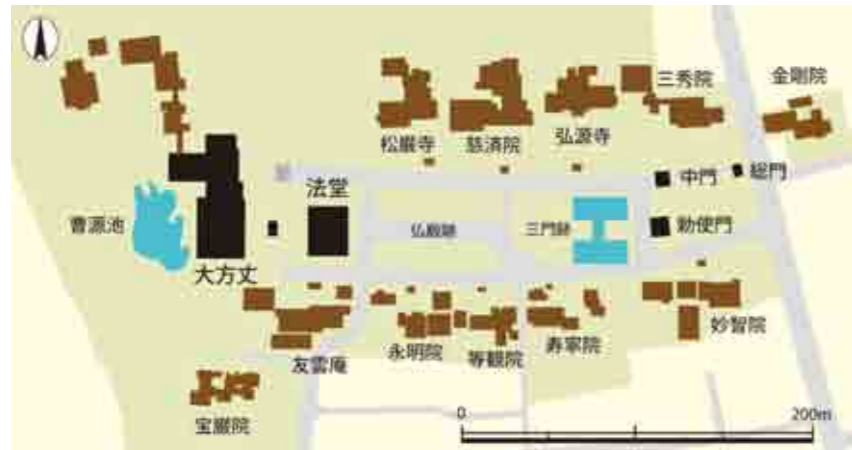 三秀院
金剛院
松巌寺
慈済院
弘源寺
中門
総門
法堂
曹源池
仏殿跡
三門跡
勅使門
大方丈
妙智院
友雲庵
永明院
等観院
寿寧院
宝厳院
0
200m